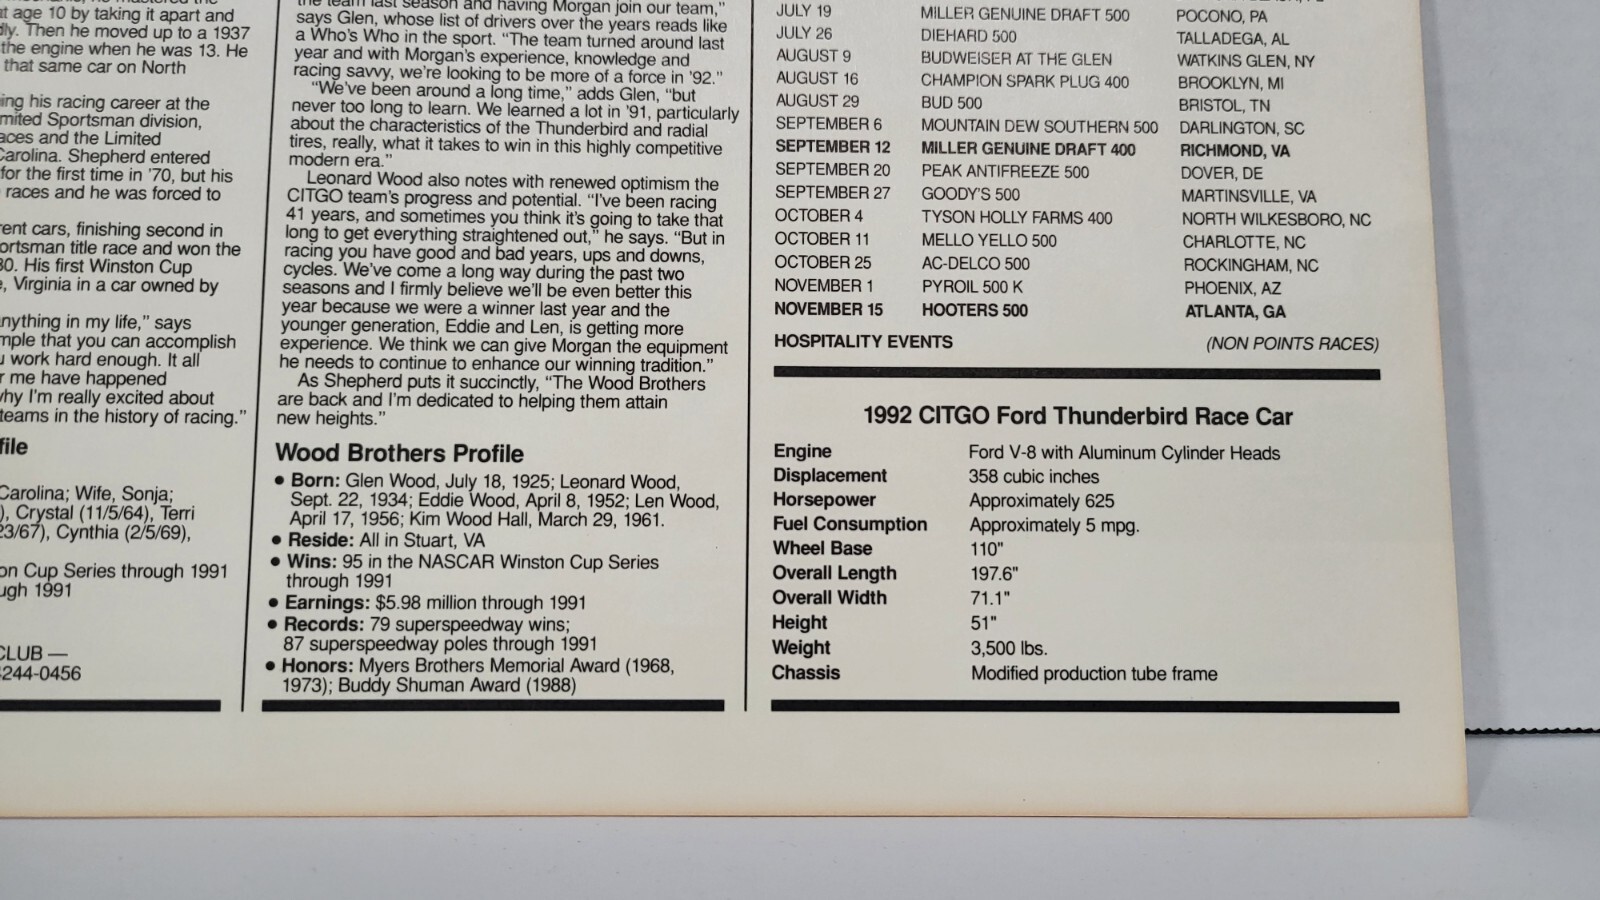 t age 10 by taking it apart and
dly. Then he moved up to a 1937
the engine when he was 13. He
that same car on North
ing his racing career at the
mited Sportsman division,
aces and the Limited
Carolina. Shepherd entered
for the first time in '70, but his
races and he was forced to
rent cars, finishing second in
ortsman title race and won the
80. His first Winston Cup
e, Virginia in a car owned by
nything in my life," says
mple that you can accomplish
u work hard enough. It all
r me have happened
why I'm really excited about
teams in the history of racing."
file
Carolina; Wife, Sonja;
), Crystal (11/5/64), Terri
23/67), Cynthia (2/5/69),
on Cup Series through 1991
ugh 1991
CLUB —
244-0456
the team last season and having Morgan join our team,"
says Glen, whose list of drivers over the years reads like
a Who's Who in the sport. "The team turned around last
year and with Morgan's experience, knowledge and
racing savvy, we're looking to be more of a force in '92."
"We've been around a long time," adds Glen, "but
never too long to learn. We learned a lot in '91, particularly
about the characteristics of the Thunderbird and radial
tires, really, what it takes to win in this highly competitive
modern era."
Leonard Wood also notes with renewed optimism the
CITGO team's progress and potential. "I've been racing
41 years, and sometimes you think it's going to take that
long to get everything straightened out," he says. "But in
racing you have good and bad years, ups and downs,
cycles. We've come a long way during the past two
seasons and I firmly believe we'll be even better this
year because we were a winner last year and the
younger generation, Eddie and Len, is getting more
experience. We think we can give Morgan the equipment
he needs to continue to enhance our winning tradition."
As Shepherd puts it succinctly, "The Wood Brothers
are back and I'm dedicated to helping them attain
new heights."
Wood Brothers Profile
• Born: Glen Wood, July 18, 1925; Leonard Wood,
Sept. 22, 1934; Eddie Wood, April 8, 1952; Len Wood,
April 17, 1956; Kim Wood Hall, March 29, 1961.
• Reside: All in Stuart, VA
• Wins: 95 in the NASCAR Winston Cup Series
through 1991
• Earnings: $5.98 million through 1991
• Records: 79 superspeedway wins;
87 superspeedway poles through 1991
• Honors: Myers Brothers Memorial Award (1968,
1973); Buddy Shuman Award (1988)
JULY 19 MILLER GENUINE DRAFT 500 POCONO, PA
JULY 26 DIEHARD 500 TALLADEGA, AL
AUGUST 9 BUDWEISER AT THE GLEN WATKINS GLEN, NY
AUGUST 16 CHAMPION SPARK PLUG 400 BROOKLYN, MI
AUGUST 29 BUD 500 BRISTOL, TN
SEPTEMBER 6 MOUNTAIN DEW SOUTHERN 500 DARLINGTON, SC
SEPTEMBER 12 MILLER GENUINE DRAFT 400 RICHMOND, VA
SEPTEMBER 20 PEAK ANTIFREEZE 500 DOVER, DE
SEPTEMBER 27 GOODY'S 500 MARTINSVILLE, VA
OCTOBER 4 TYSON HOLLY FARMS 400 NORTH WILKESBORO, NC
OCTOBER 11 MELLO YELLO 500 CHARLOTTE, NC
OCTOBER 25 AC-DELCO 500 ROCKINGHAM, NC
NOVEMBER 1 PYROIL 500 K PHOENIX, AZ
NOVEMBER 15 HOOTERS 500 ATLANTA, GA
HOSPITALITY EVENTS (NON POINTS RACES)
1992 CITGO Ford Thunderbird Race Car
Engine Ford V-8 with Aluminum Cylinder Heads
Displacement 358 cubic inches
Horsepower Approximately 625
Fuel Consumption Approximately 5 mpg.
Wheel Base 110"
Overall Length 197.6"
Overall Width 71.1"
Height 51"
Weight 3,500 lbs.
Chassis Modified production tube frame